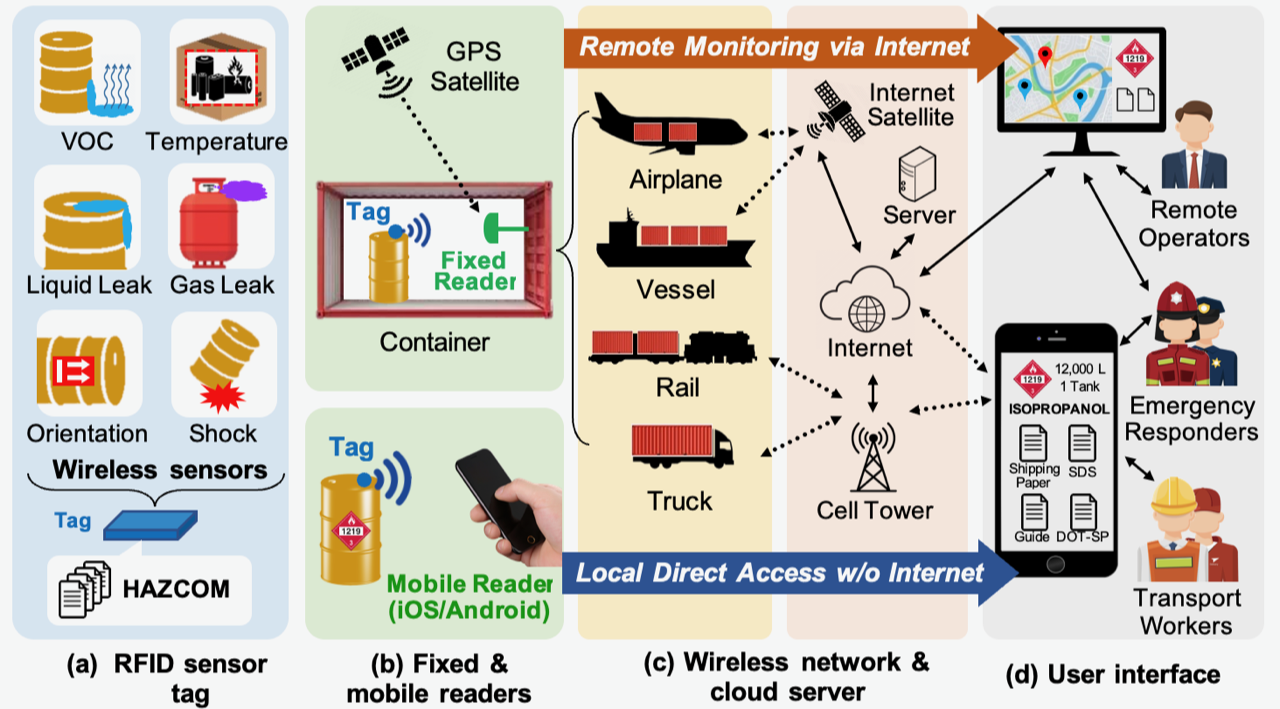 VOC
Temperature
Liquid Leak
Gas Leak
Orientation
Shock
Wireless sensors
Tag
HAZCOM
(a) RFID sensor
tag
GPS
Satellite
Tag
Fixed
Reader
Container
Tag
1219
3
Mobile Reader
(iOS/Android)
(b) Fixed &
mobile readers
Remote Monitoring via Internet
Airplane
Vessel
Rail
Truck
Internet
Satellite
Server
Internet
Cell Tower
Local Direct Access w/o Internet
(c) Wireless network &
cloud server
1219
3
Remote
Operators
1219
3
12,000 L
1 Tank
ISOPROPANOL
Shipping
Paper
SDS
Guide
DOT-SP
Emergency
Responders
Transport
Workers
(d) User interface